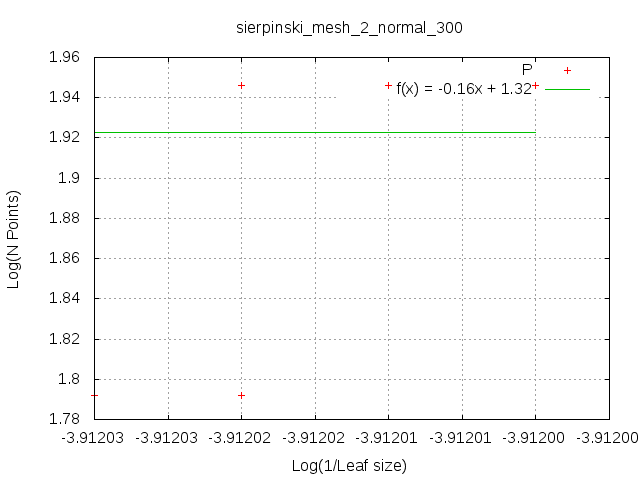 sierpinski_mesh_2_normal_300
1.96
P
f(x) = -0.16x + 1.32
1.94
1.92
1.9
1.88
1.86
1.84
1.82
1.8
1.78
Log(N Points)
-3.91203 -3.91203 -3.91202 -3.91202 -3.91201 -3.91201 -3.91200 -3.91200
Log(1/Leaf size)